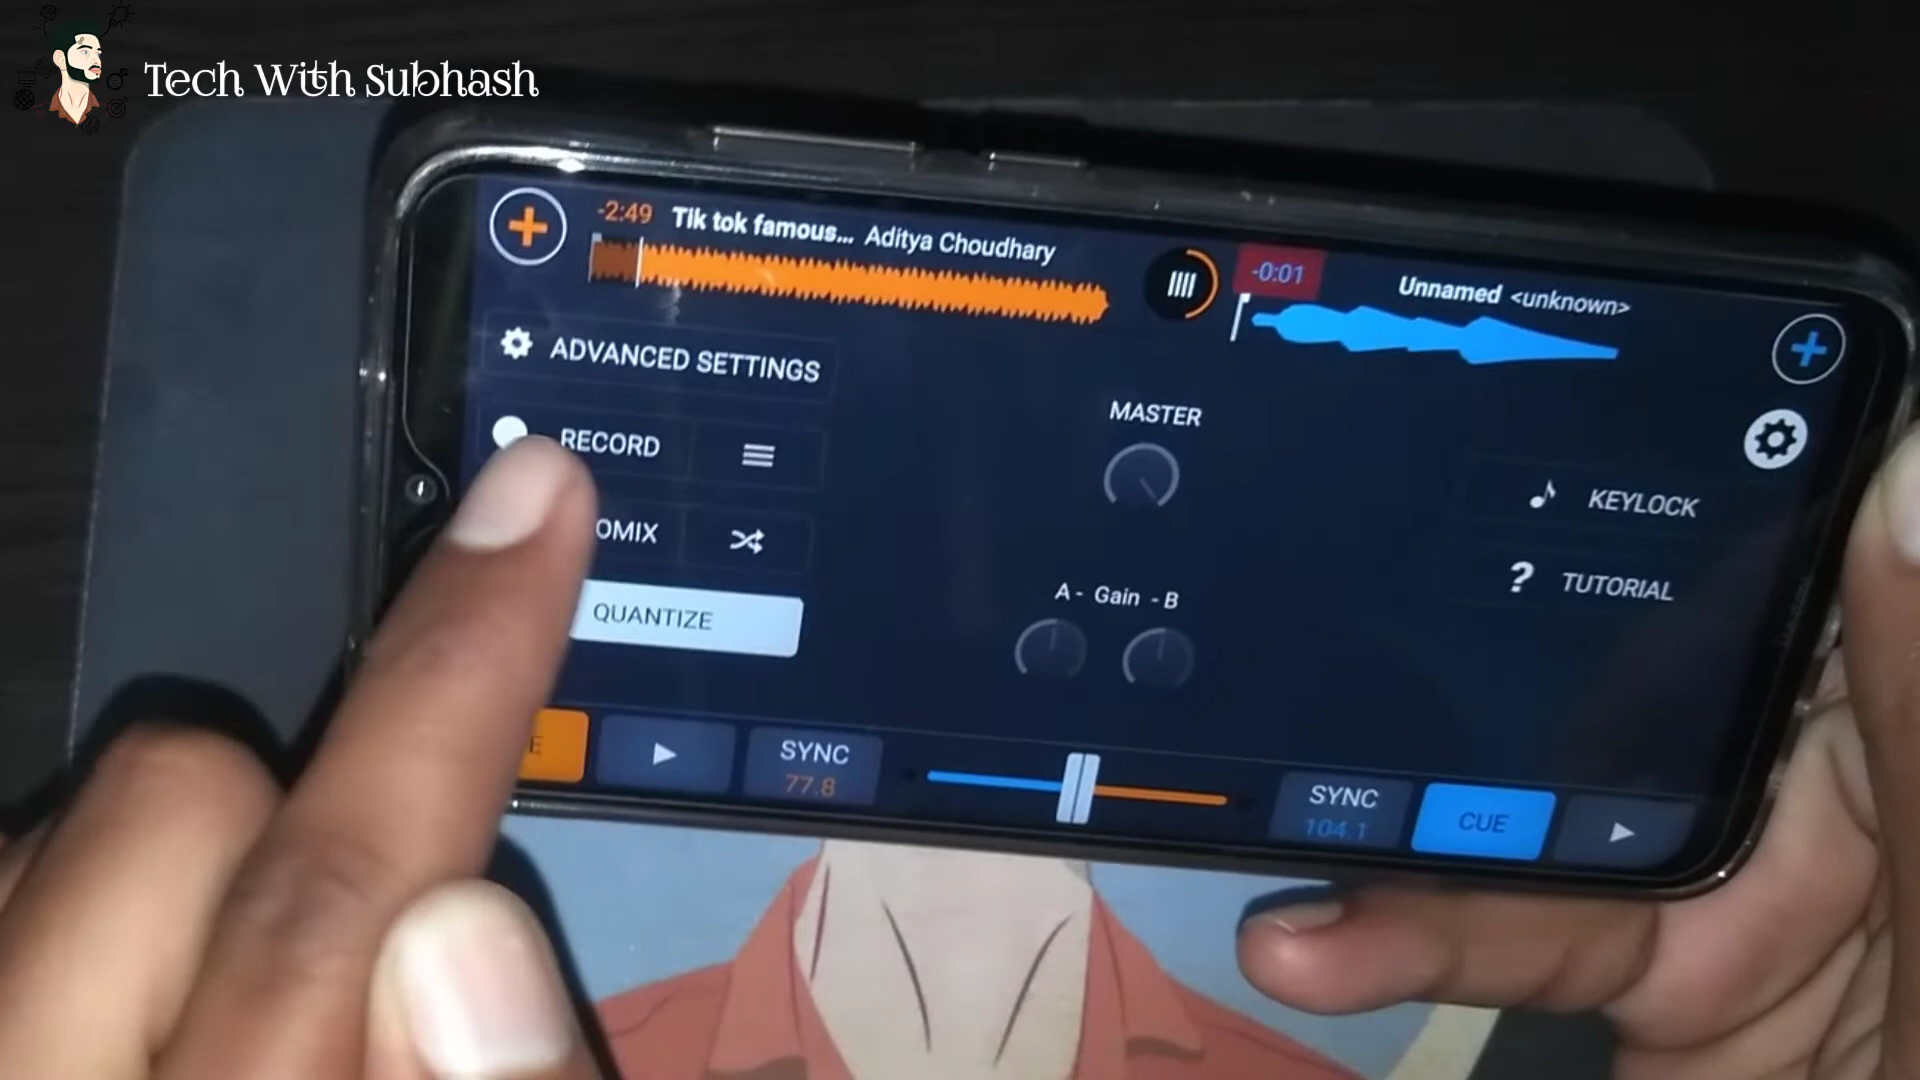 Tech With Subhash
-2:49 Tik tok famous... Aditya Choudhary
-0:01 Unnamed <unknown>
ADVANCED SETTINGS
MASTER
RECORD
KEYLOCK
OMIX
A - Gain - B
? TUTORIAL
QUANTIZE
E
SYNC
77.8
SYNC
104.1
CUE